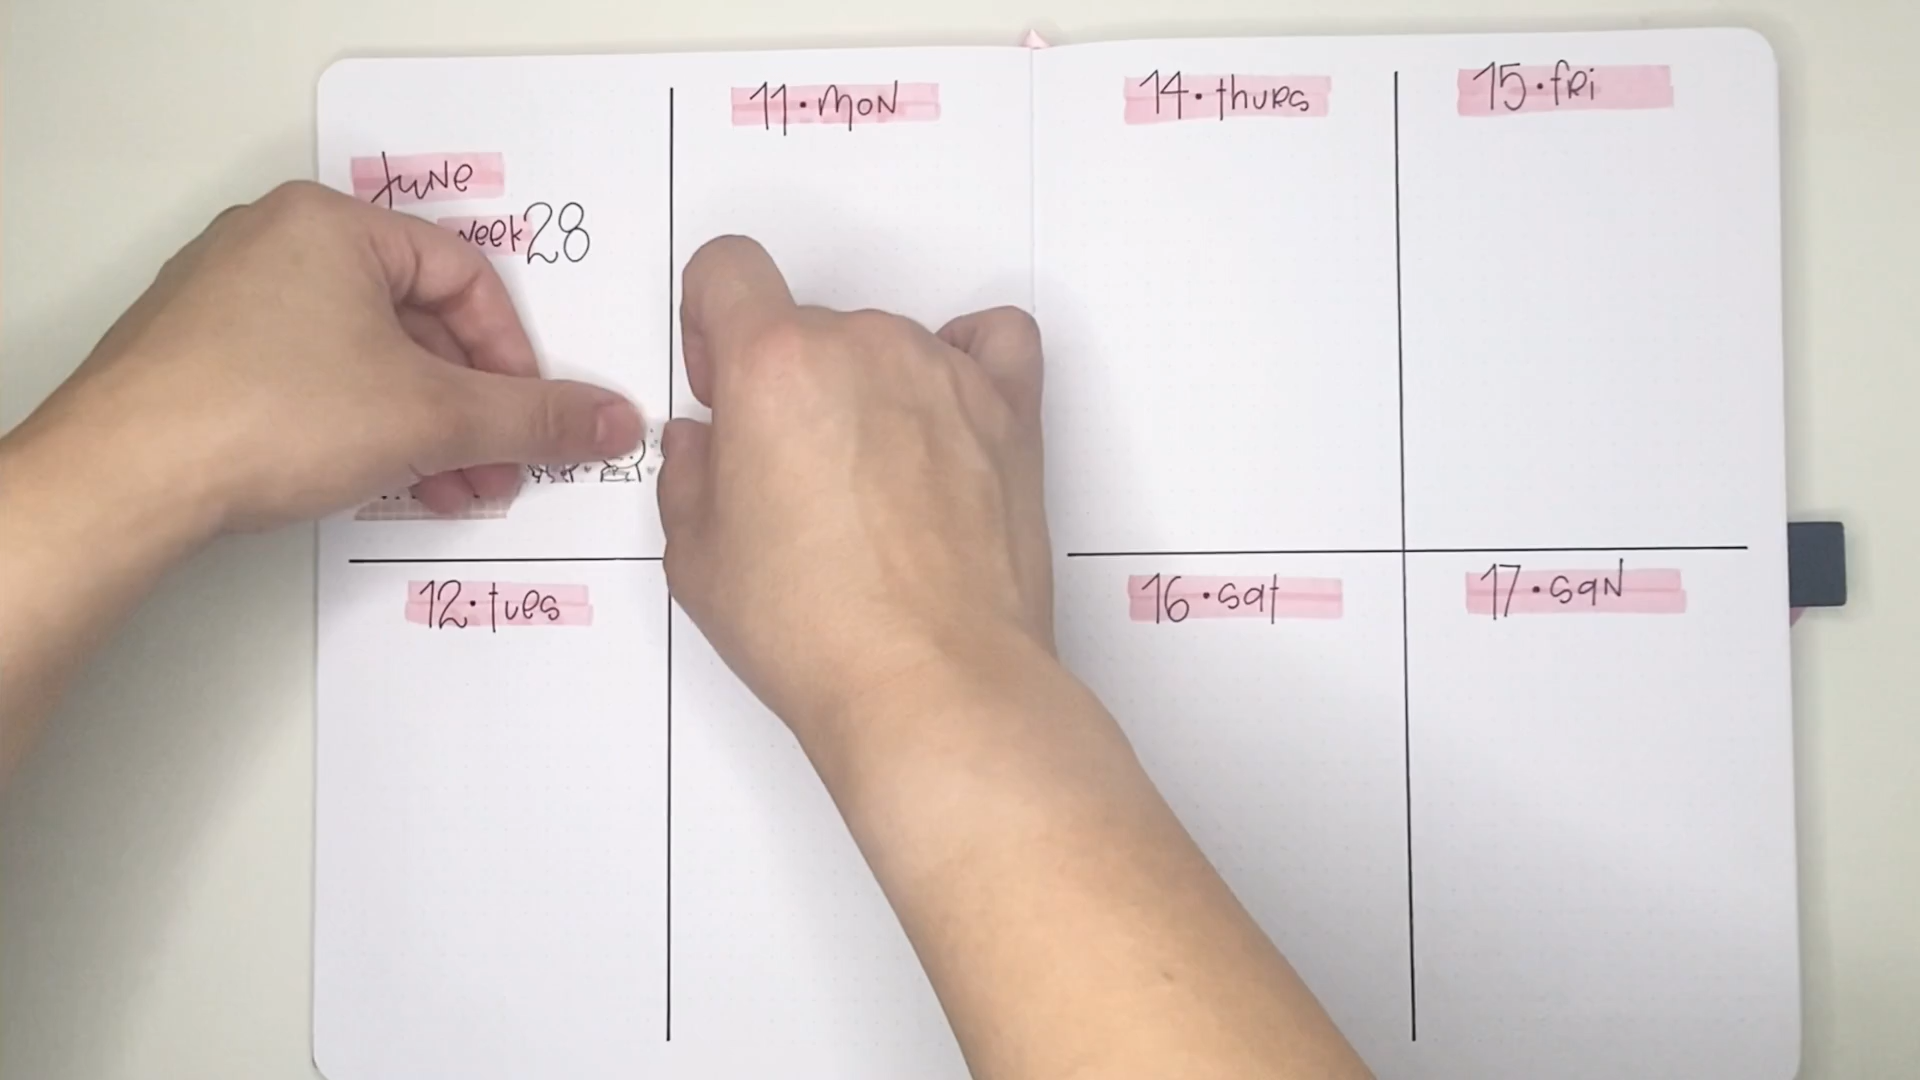 June
week 28
11·mon
12·tues
14·thurs
15·fri
16·sat
17·sun